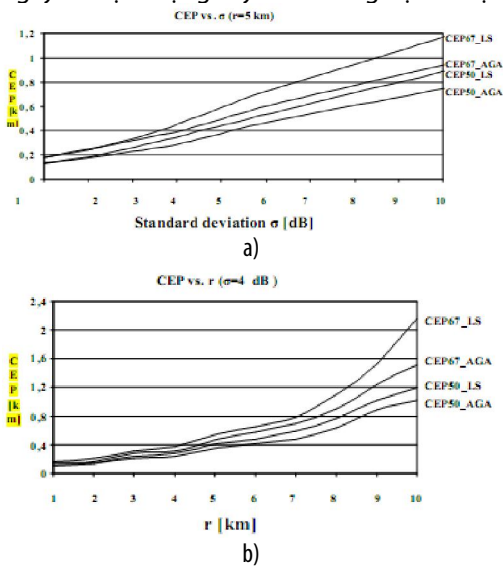 CEP vs. σ (r=5 km)
1,2
1
0,8
0,6
0,4
0,2
0
C
E
P
[k
m]
CEP67_LS
CEP67_AGA
CEP50_LS
CEP50_AGA
1 2 3 4 5 6 7 8 9 10
Standard deviation σ [dB]
a)
CEP vs. r (σ=4 dB )
2,4
2
1,6
1,2
0,8
0,4
0
C
E
P
[k
m]
CEP67_LS
CEP67_AGA
CEP50_LS
CEP50_AGA
1 2 3 4 5 6 7 8 9 10
r [km]
b)